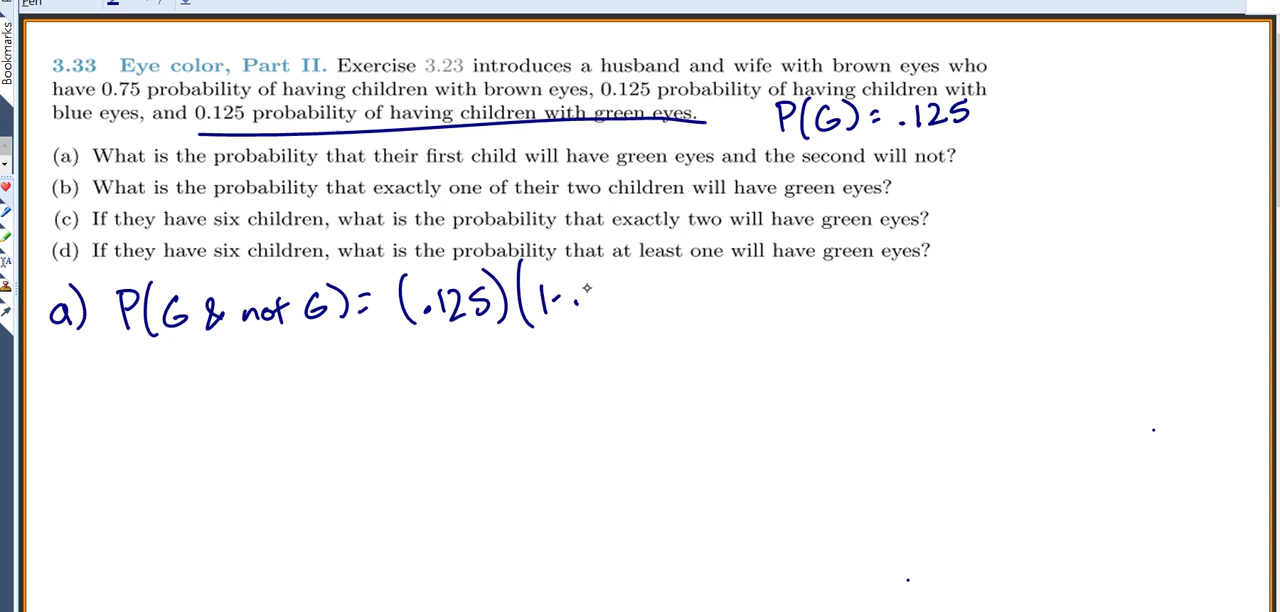 Pen
Bookmarks
3.33 Eye color, Part II. Exercise 3.23 introduces a husband and wife with brown eyes who
have 0.75 probability of having children with brown eyes, 0.125 probability of having children with
blue eyes, and 0.125 probability of having children with green eyes.
P(G) = .125
(a) What is the probability that their first child will have green eyes and the second will not?
(b) What is the probability that exactly one of their two children will have green eyes?
(c) If they have six children, what is the probability that exactly two will have green eyes?
(d) If they have six children, what is the probability that at least one will have green eyes?
a) P(G & not G) = (.125)(1-.